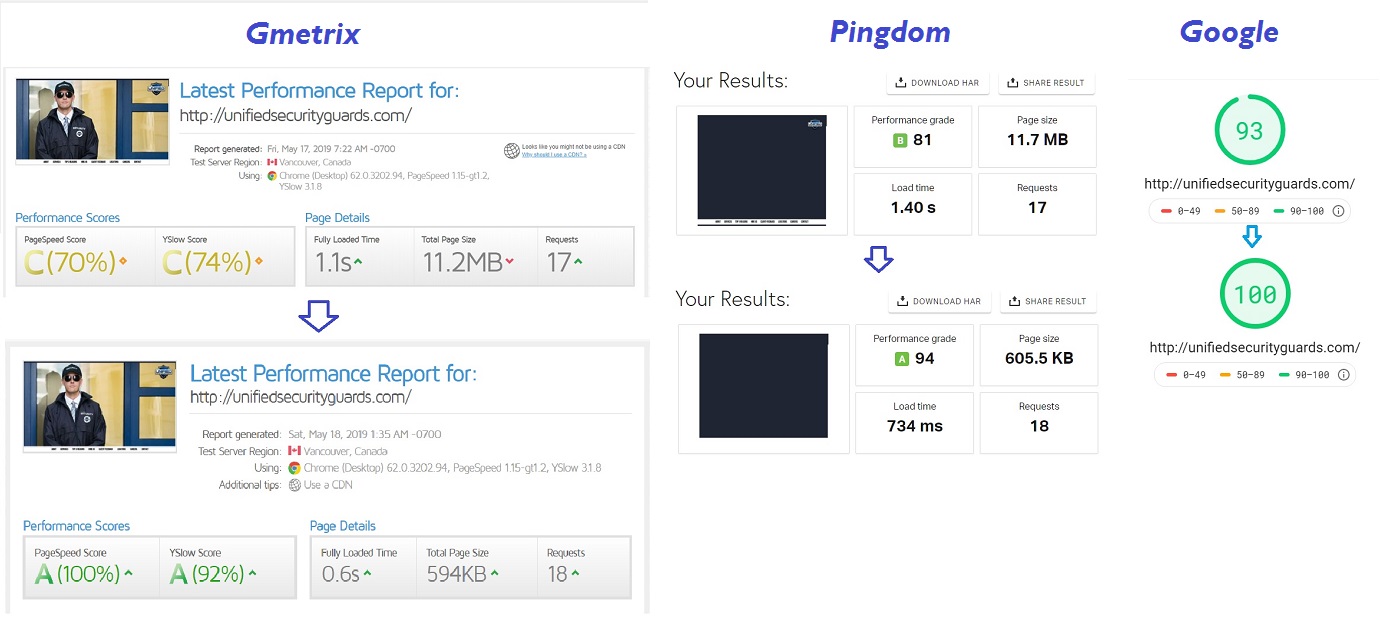 Gmetrix
Latest Performance Report for:
http://unifiedsecurityguards.com/
Report generated: Fri, May 17, 2019 7:22 AM -0700
Test Server Region: Vancouver, Canada
Using: Chrome (Desktop) 62.0.3202.94, PageSpeed 1.15-gt1.2,
YSlow 3.1.8
Looks like you might not be using a CDN
Why should I use a CDN? »
Performance Scores
Page Details
PageSpeed Score
YSlow Score
Fully Loaded Time
Total Page Size
Requests
C(70%)
C(74%)
1.1s
11.2MB
17
Latest Performance Report for:
http://unifiedsecurityguards.com/
Report generated: Sat, May 18, 2019 1:35 AM -0700
Test Server Region: Vancouver, Canada
Using: Chrome (Desktop) 62.0.3202.94, PageSpeed 1.15-gt1.2, YSlow 3.1.8
Additional tips: Use a CDN
Performance Scores
Page Details
PageSpeed Score
YSlow Score
Fully Loaded Time
Total Page Size
Requests
A(100%)
A(92%)
0.6s
594KB
18
Pingdom
Your Results:
DOWNLOAD HAR
SHARE RESULT
Performance grade
B 81
Page size
11.7 MB
Load time
1.40 s
Requests
17
Your Results:
DOWNLOAD HAR
SHARE RESULT
Performance grade
A 94
Page size
605.5 KB
Load time
734 ms
Requests
18
Google
93
http://unifiedsecurityguards.com/
0–49 50–89 90–100
100
http://unifiedsecurityguards.com/
0–49 50–89 90–100